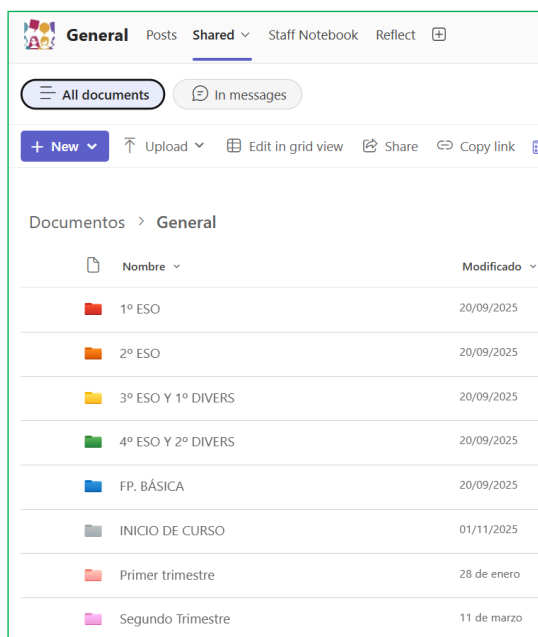 General Posts Shared Staff Notebook Reflect
All documents In messages
New Upload Edit in grid view Share Copy link
Documentos > General
Nombre Modificado
1º ESO 20/09/2025
2º ESO 20/09/2025
3º ESO Y 1º DIVERS 20/09/2025
4º ESO Y 2º DIVERS 20/09/2025
FP. BÁSICA 20/09/2025
INICIO DE CURSO 01/11/2025
Primer trimestre 28 de enero
Segundo Trimestre 11 de marzo